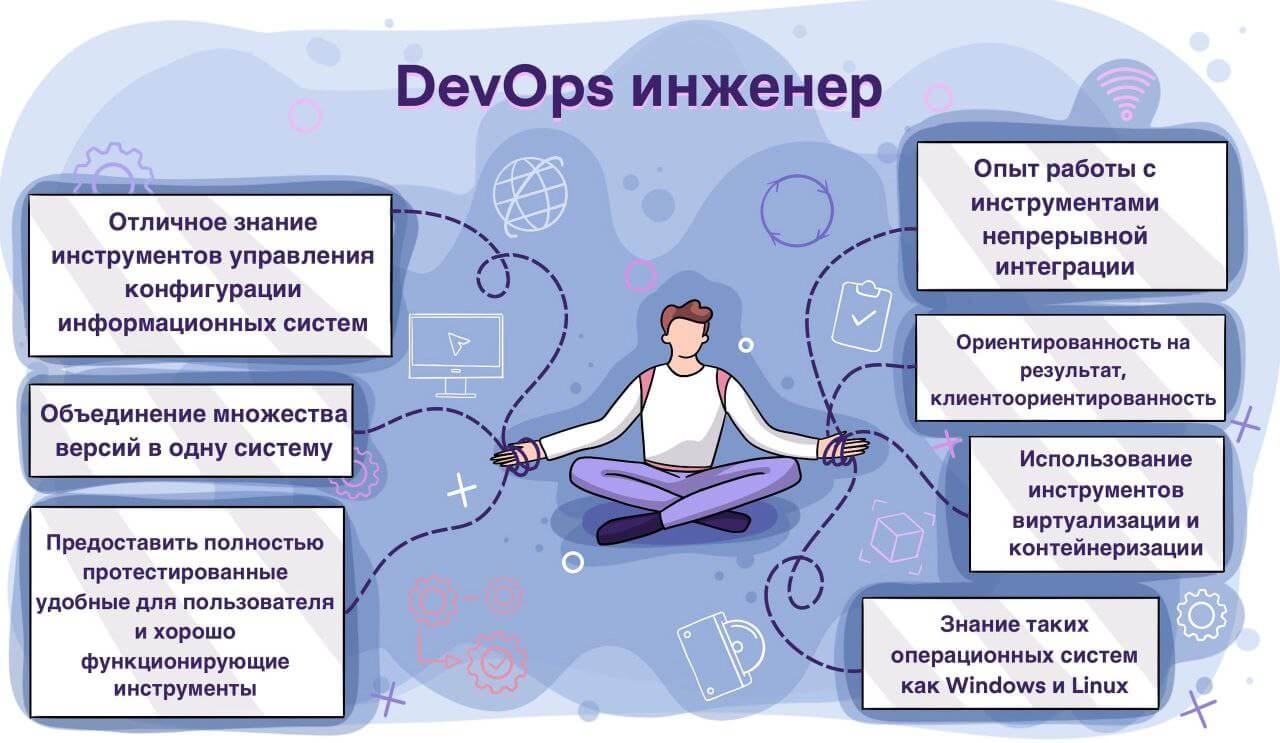 DevOps инженер
Отличное знание
инструментов управления
конфигурации
информационных систем
Объединение множества
версий в одну систему
Предоставить полностью
протестированные
удобные для пользователя
и хорошо
функционирующие
инструменты
Опыт работы с
инструментами
непрерывной
интеграции
Ориентированность на
результат,
клиентоориентированность
Использование
инструментов
виртуализации и
контейнеризации
Знание таких
операционных систем
как Windows и Linux